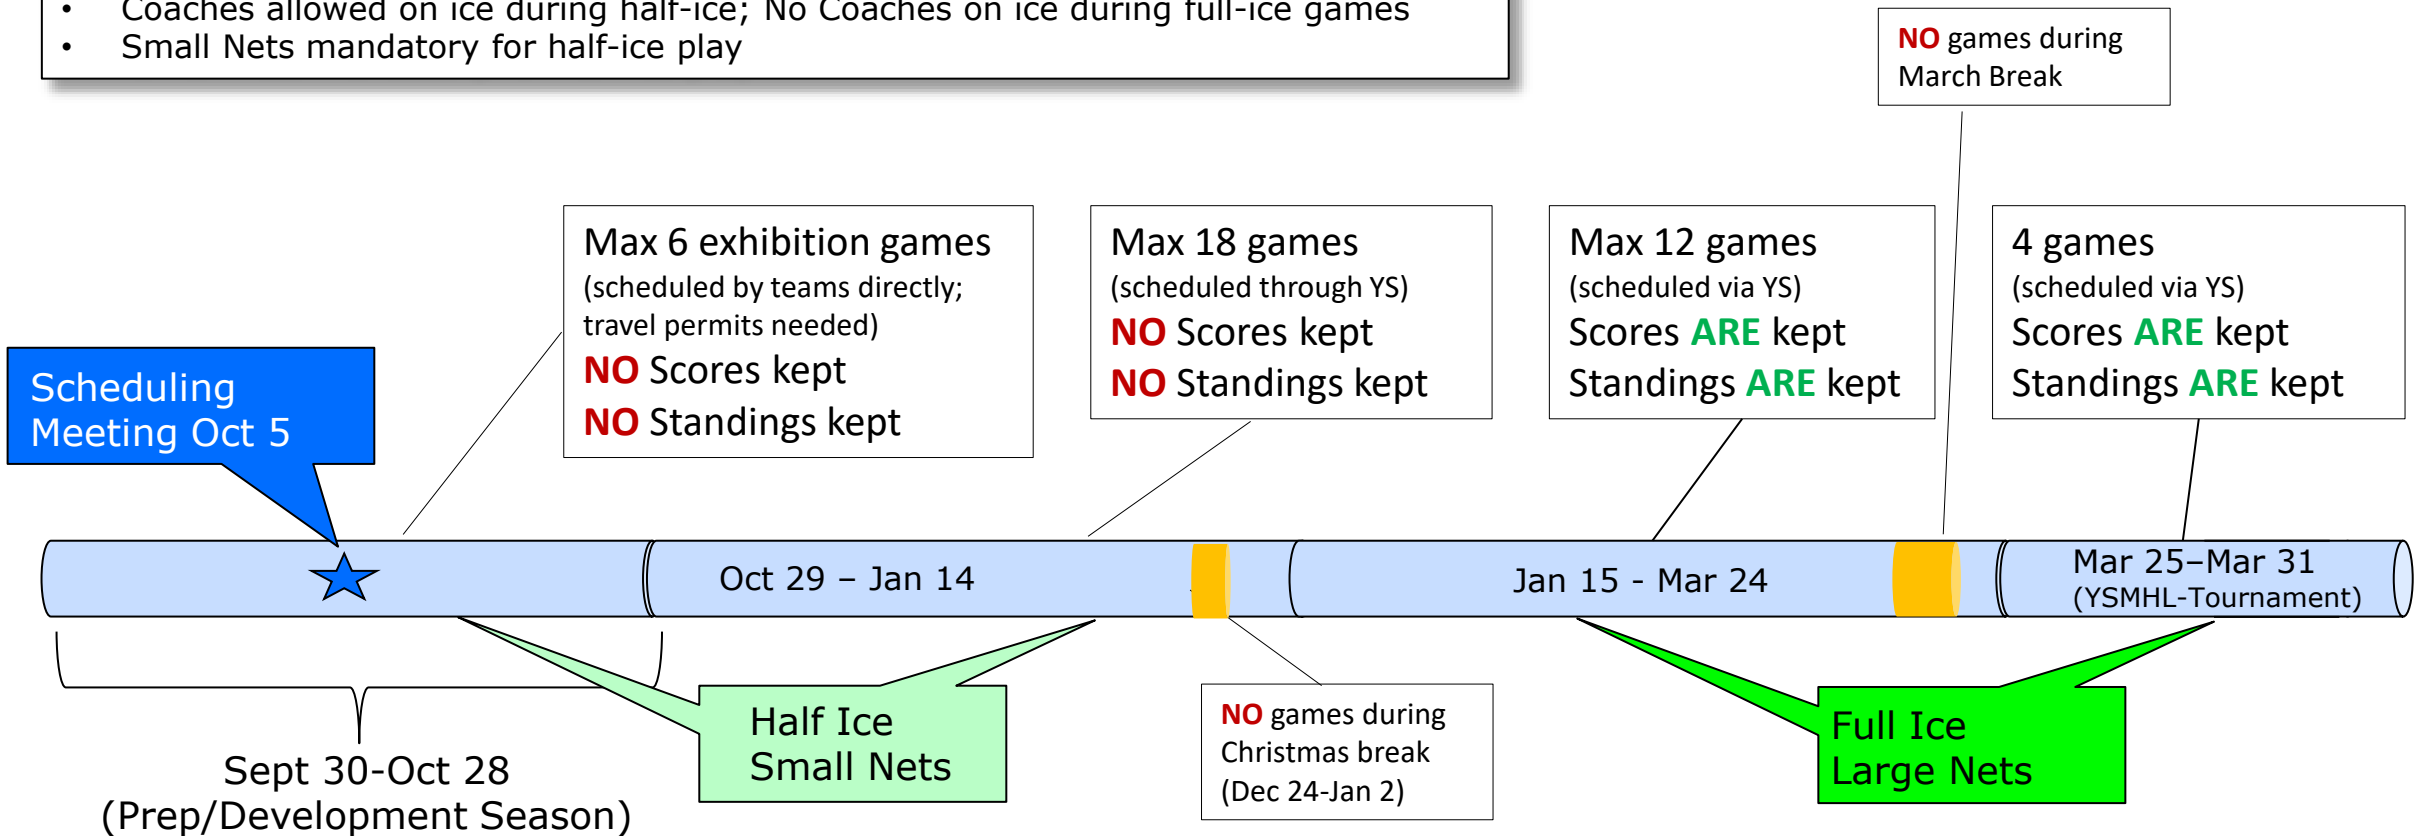 • Coaches allowed on ice during half-ice; No Coaches on ice during full-ice games
• Small Nets mandatory for half-ice play
NO games during
March Break
Max 6 exhibition games
(scheduled by teams directly;
travel permits needed)
NO Scores kept
NO Standings kept
Max 18 games
(scheduled through YS)
NO Scores kept
NO Standings kept
Max 12 games
(scheduled via YS)
Scores ARE kept
Standings ARE kept
4 games
(scheduled via YS)
Scores ARE kept
Standings ARE kept
Scheduling
Meeting Oct 5
Oct 29 – Jan 14
Jan 15 - Mar 24
Mar 25–Mar 31
(YSMHL-Tournament)
Sept 30-Oct 28
(Prep/Development Season)
Half Ice
Small Nets
NO games during
Christmas break
(Dec 24-Jan 2)
Full Ice
Large Nets